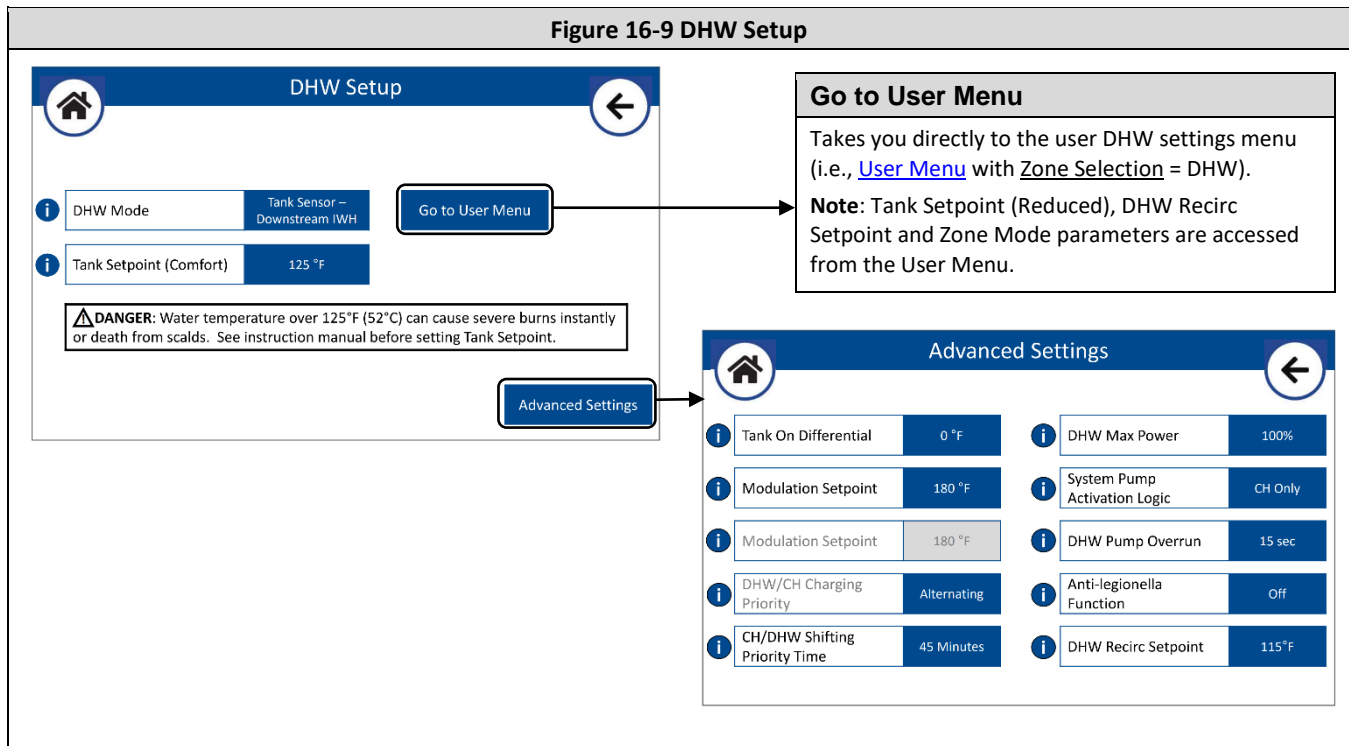 Figure 16-9 DHW Setup
DHW Setup
DHW Mode
Tank Sensor –
Downstream IWH
Go to User Menu
Tank Setpoint (Comfort)
125 °F
⚠DANGER: Water temperature over 125°F (52°C) can cause severe burns instantly
or death from scalds. See instruction manual before setting Tank Setpoint.
Advanced Settings
Go to User Menu
Takes you directly to the user DHW settings menu
(i.e., User Menu with Zone Selection = DHW).
Note: Tank Setpoint (Reduced), DHW Recirc
Setpoint and Zone Mode parameters are accessed
from the User Menu.
Advanced Settings
Tank On Differential
0 °F
Modulation Setpoint
180 °F
Modulation Setpoint
180 °F
DHW/CH Charging
Priority
Alternating
CH/DHW Shifting
Priority Time
45 Minutes
DHW Max Power
100%
System Pump
Activation Logic
CH Only
DHW Pump Overrun
15 sec
Anti-legionella
Function
Off
DHW Recirc Setpoint
115°F